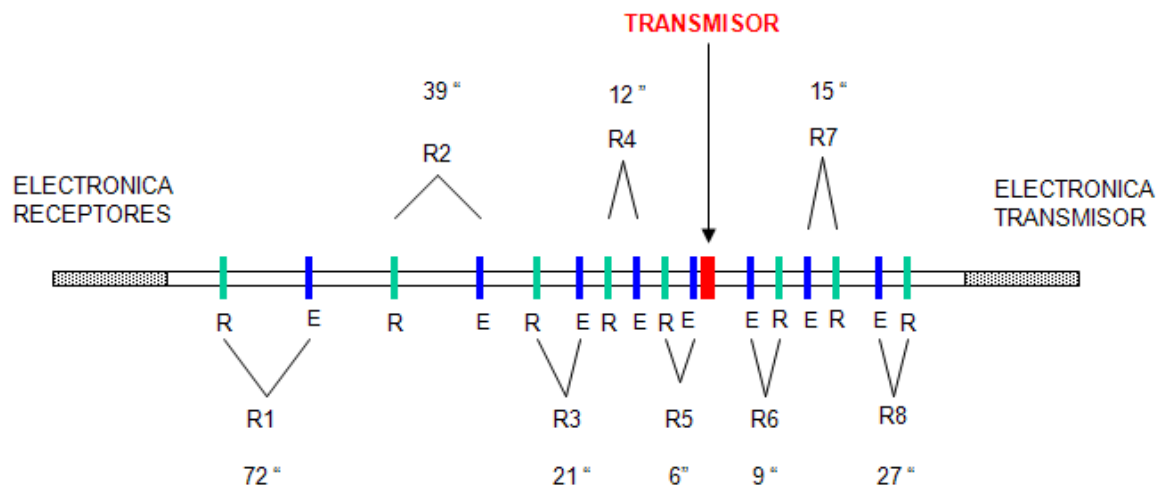 TRANSMISOR
39 “
12 ”
15 “
R2
R4
R7
ELECTRONICA
RECEPTORES
ELECTRONICA
TRANSMISOR
R E R E R E R E R E E R E R E R
R1
R3
R5
R6
R8
72 “
21 “
6”
9 “
27 “